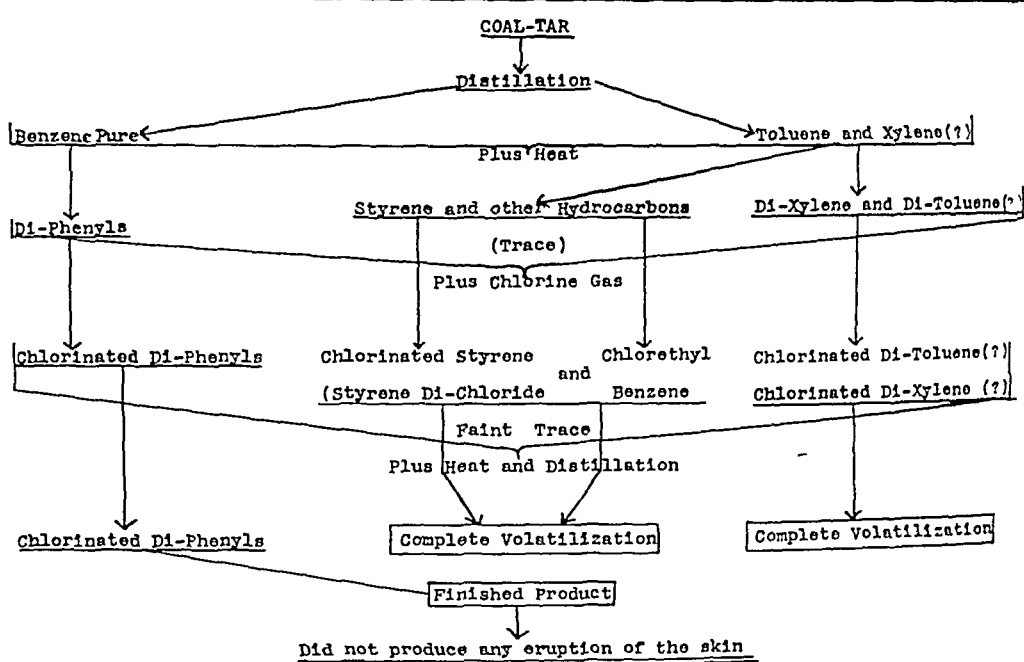 COAL-TAR
Distillation
Benzene Pure
Toluene and Xylene(?)
Plus Heat
Styrene and other Hydrocarbons
Di-Xylene and Di-Toluene(?)
Di-Phenyls
(Trace)
Plus Chlorine Gas
Chlorinated Di-Phenyls
Chlorinated Styrene
Chlorethyl
Chlorinated Di-Toluene(?)
and
(Styrene Di-Chloride
Benzene
Chlorinated Di-Xylene (?)
Faint Trace
Plus Heat and Distillation
Chlorinated Di-Phenyls
Complete Volatilization
Complete Volatilization
Finished Product
Did not produce any eruption of the skin